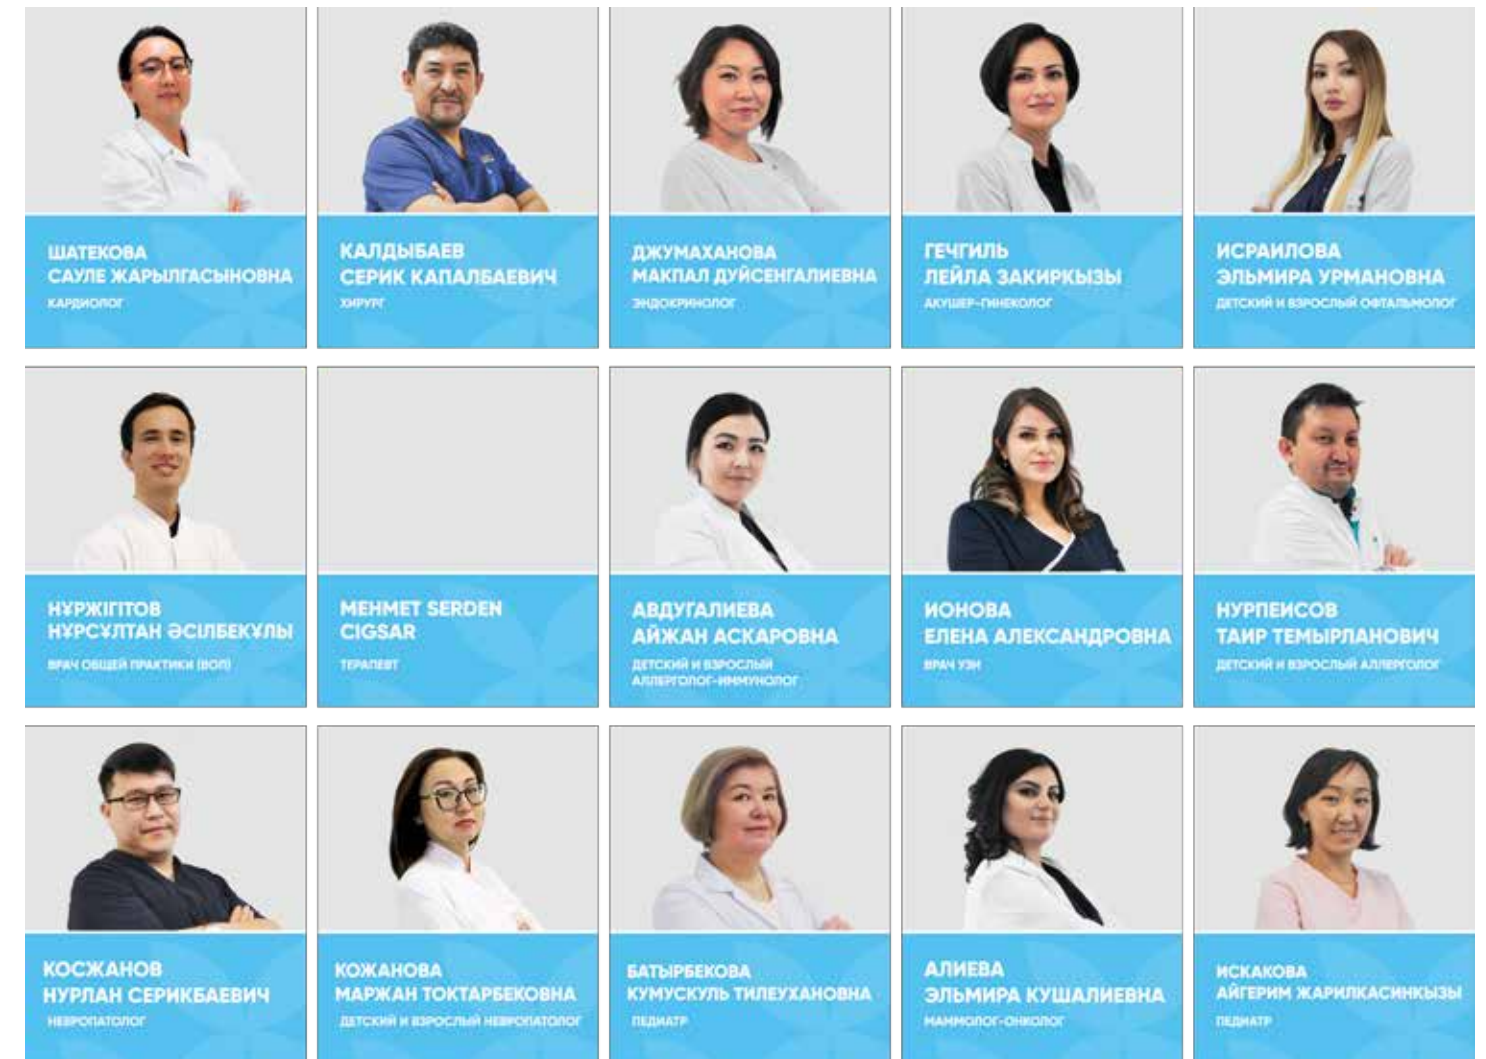 ШАТЕКОВА
САУЛЕ ЖАРЫЛГАСЫНОВНА
КАРДИОЛОГ
КАЛДЫБАЕВ
СЕРИК КАПАЛБАЕВИЧ
ХИРУРГ
ДЖУМАХАНОВА
МАКПАЛ ДУЙСЕНГАЛИЕВНА
ЭНДОКРИНОЛОГ
ГЕЧГИЛЬ
ЛЕЙЛА ЗАКИРКЫЗЫ
АКУШЕР-ГИНЕКОЛОГ
ИСРАИЛОВА
ЭЛЬМИРА УРМАНОВНА
ДЕТСКИЙ И ВЗРОСЛЫЙ ОФТАЛЬМОЛОГ
НҰРЖІГІТОВ
НҰРСҰЛТАН ӘСІЛБЕКҰЛЫ
ВРАЧ ОБЩЕЙ ПРАКТИКИ (ВОП)
MEHMET SERDEN
CIGSAR
ТЕРАПЕВТ
АВДУГАЛИЕВА
АЙЖАН АСКАРОВНА
ДЕТСКИЙ И ВЗРОСЛЫЙ
АЛЛЕРГОЛОГ-ИММУНОЛОГ
ИОНОВА
ЕЛЕНА АЛЕКСАНДРОВНА
ВРАЧ УЗИ
НУРПЕИСОВ
ТАИР ТЕМЫРЛАНОВИЧ
ДЕТСКИЙ И ВЗРОСЛЫЙ АЛЛЕРГОЛОГ
КОСЖАНОВ
НУРЛАН СЕРИКБАЕВИЧ
НЕВРОПАТОЛОГ
КОЖАНОВА
МАРЖАН ТОКТАРБЕКОВНА
ДЕТСКИЙ И ВЗРОСЛЫЙ НЕВРОПАТОЛОГ
БАТЫРБЕКОВА
КУМУСКУЛЬ ТИЛЕУХАНОВНА
ПЕДИАТР
АЛИЕВА
ЭЛЬМИРА КУШАЛИЕВНА
МАММОЛОГ-ОНКОЛОГ
ИСКАКОВА
АЙГЕРИМ ЖАРИЛКАСИНКЫЗЫ
ПЕДИАТР